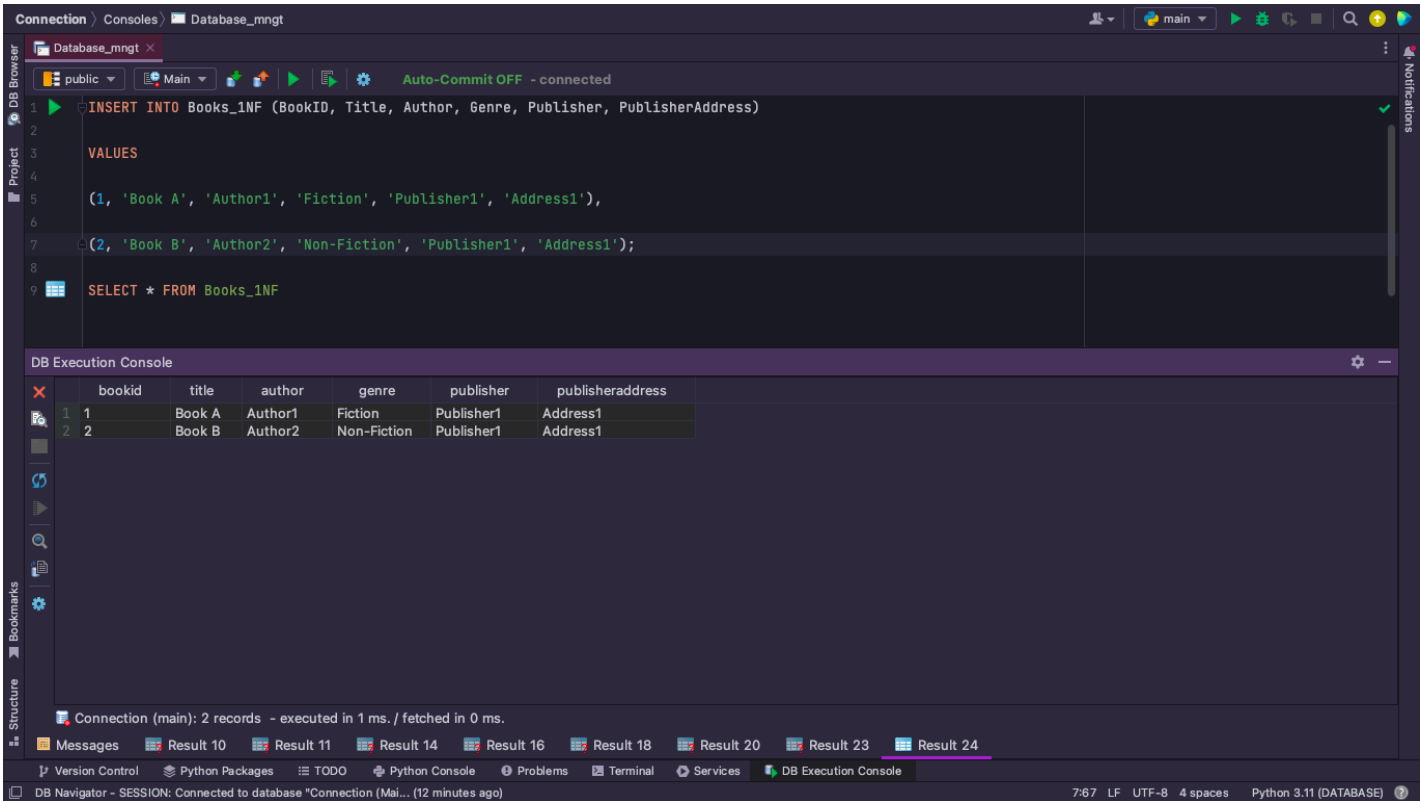 Connection 〉 Consoles 〉 Database_mngt
main
Database_mngt
public Main Auto-Commit OFF - connected
1 INSERT INTO Books_1NF (BookID, Title, Author, Genre, Publisher, PublisherAddress)
2
3 VALUES
4
5 (1, 'Book A', 'Author1', 'Fiction', 'Publisher1', 'Address1'),
6
7 (2, 'Book B', 'Author2', 'Non-Fiction', 'Publisher1', 'Address1');
8
9 SELECT * FROM Books_1NF
DB Browser
Project
Bookmarks
Structure
Notifications
DB Execution Console
bookid title author genre publisher publisheraddress
1 1 Book A Author1 Fiction Publisher1 Address1
2 2 Book B Author2 Non-Fiction Publisher1 Address1
Connection (main): 2 records - executed in 1 ms. / fetched in 0 ms.
Messages Result 10 Result 11 Result 14 Result 16 Result 18 Result 20 Result 23 Result 24
Version Control Python Packages TODO Python Console Problems Terminal Services DB Execution Console
DB Navigator - SESSION: Connected to database "Connection (Mai... (12 minutes ago) 7:67 LF UTF-8 4 spaces Python 3.11 (DATABASE)